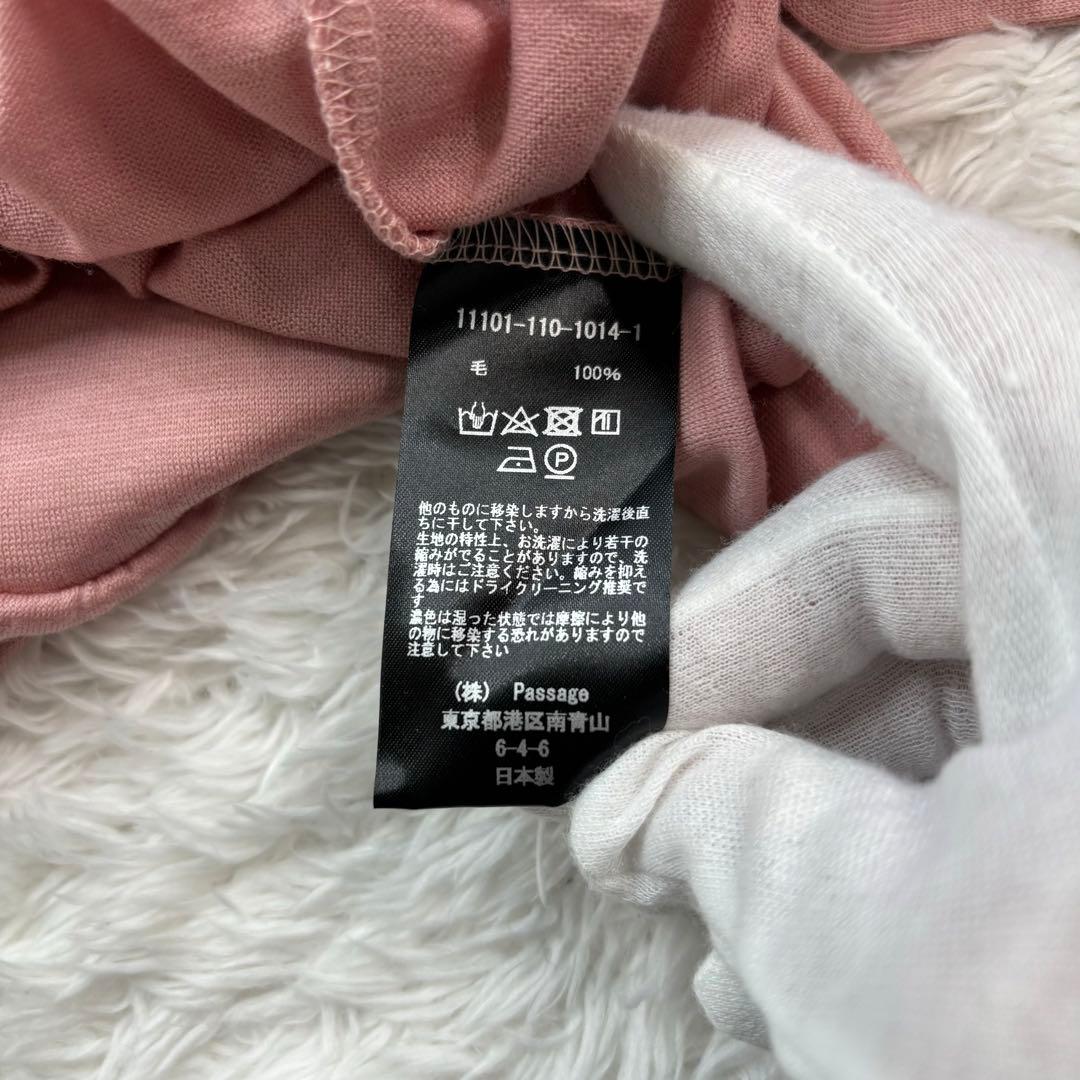 11101-110-1014-1
毛 100%
P
他のものに移染しますから洗濯後直
ちに干して下さい。
生地の特性上、お洗濯により若干の
縮みがでることがありますので、洗
濯時はご注意ください。縮みを抑え
る為にはドライクリーニング推奨で
す
濃色は湿った状態では摩擦により他
の物に移染する恐れがありますので
注意して下さい
(株) Passage
東京都港区南青山
6-4-6
日本製